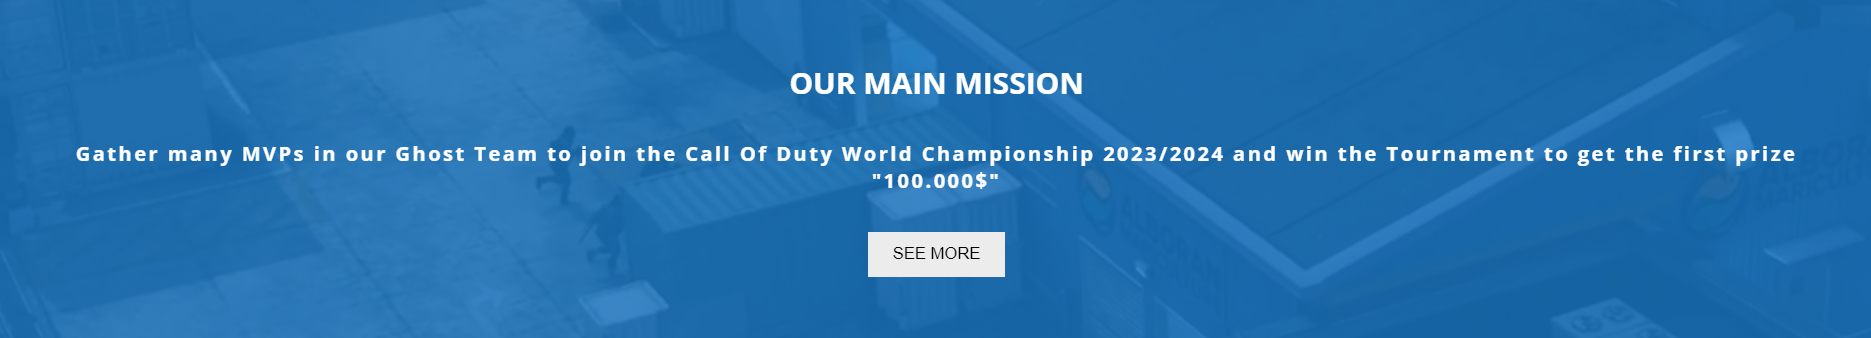 OUR MAIN MISSION
Gather many MVPs in our Ghost Team to join the Call Of Duty World Championship 2023/2024 and win the Tournament to get the first prize
"100.000$"
SEE MORE
ALBORAN